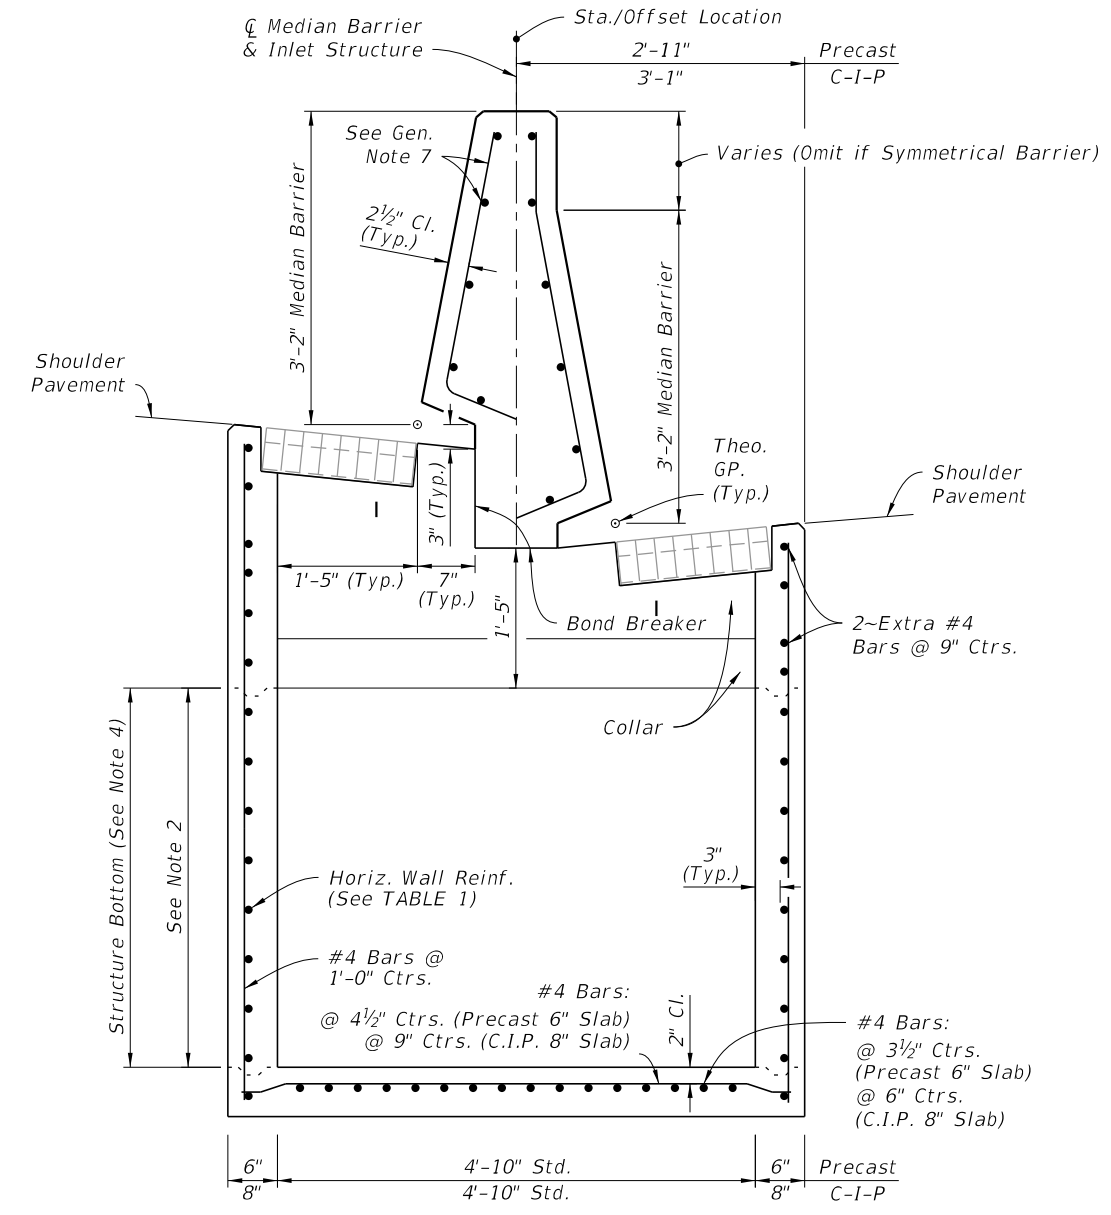 ℄ Median Barrier
& Inlet Structure
Sta./Offset Location
2'-11"
Precast
3'-1"
C-I-P
See Gen.
Note 7
Varies (Omit if Symmetrical Barrier)
2½" Cl.
(Typ.)
3'-2" Median Barrier
3'-2" Median Barrier
Shoulder
Pavement
Theo.
GP.
(Typ.)
Shoulder
Pavement
I
3" (Typ.)
1'-5" (Typ.)
7"
(Typ.)
1'-5"
I
Bond Breaker
2~Extra #4
Bars @ 9" Ctrs.
Collar
Structure Bottom (See Note 4)
See Note 2
3"
(Typ.)
Horiz. Wall Reinf.
(See TABLE 1)
#4 Bars @
1'-0" Ctrs.
#4 Bars:
@ 4½" Ctrs. (Precast 6" Slab)
@ 9" Ctrs. (C.I.P. 8" Slab)
2" Cl.
#4 Bars:
@ 3½" Ctrs.
(Precast 6" Slab)
@ 6" Ctrs.
(C.I.P. 8" Slab)
6"
4'-10" Std.
6"
Precast
8"
4'-10" Std.
8"
C-I-P